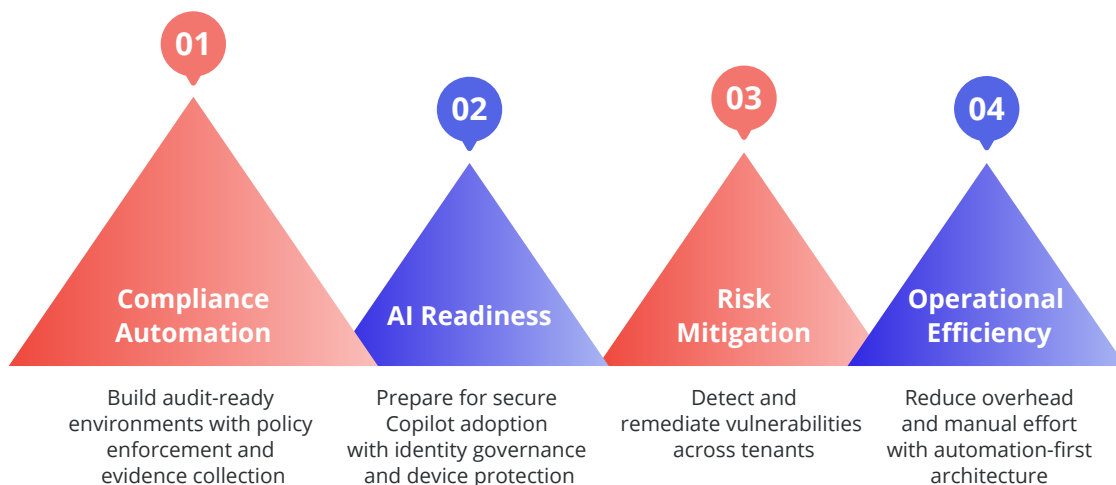 01
Compliance
Automation
Build audit-ready
environments with policy
enforcement and
evidence collection
02
AI Readiness
Prepare for secure
Copilot adoption
with identity governance
and device protection
03
Risk
Mitigation
Detect and
remediate vulnerabilities
across tenants
04
Operational
Efficiency
Reduce overhead
and manual effort
with automation-first
architecture